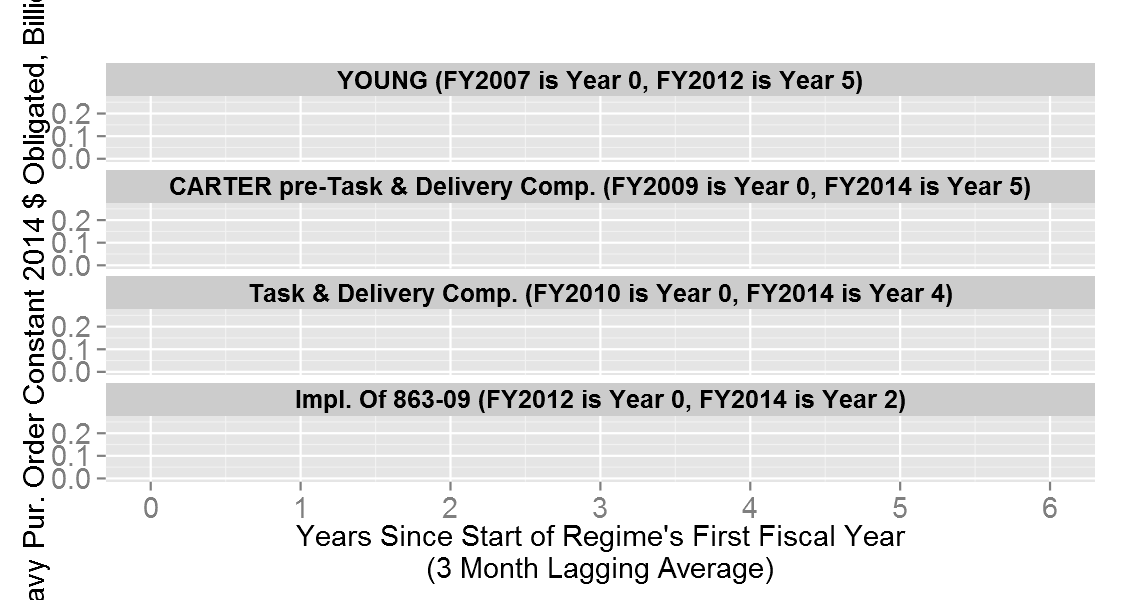 avy Pur. Order Constant 2014 $ Obligated, Billi
YOUNG (FY2007 is Year 0, FY2012 is Year 5)
0.2
0.1
0.0
CARTER pre-Task & Delivery Comp. (FY2009 is Year 0, FY2014 is Year 5)
0.2
0.1
0.0
Task & Delivery Comp. (FY2010 is Year 0, FY2014 is Year 4)
0.2
0.1
0.0
Impl. Of 863-09 (FY2012 is Year 0, FY2014 is Year 2)
0.2
0.1
0.0
0 1 2 3 4 5 6
Years Since Start of Regime's First Fiscal Year
(3 Month Lagging Average)